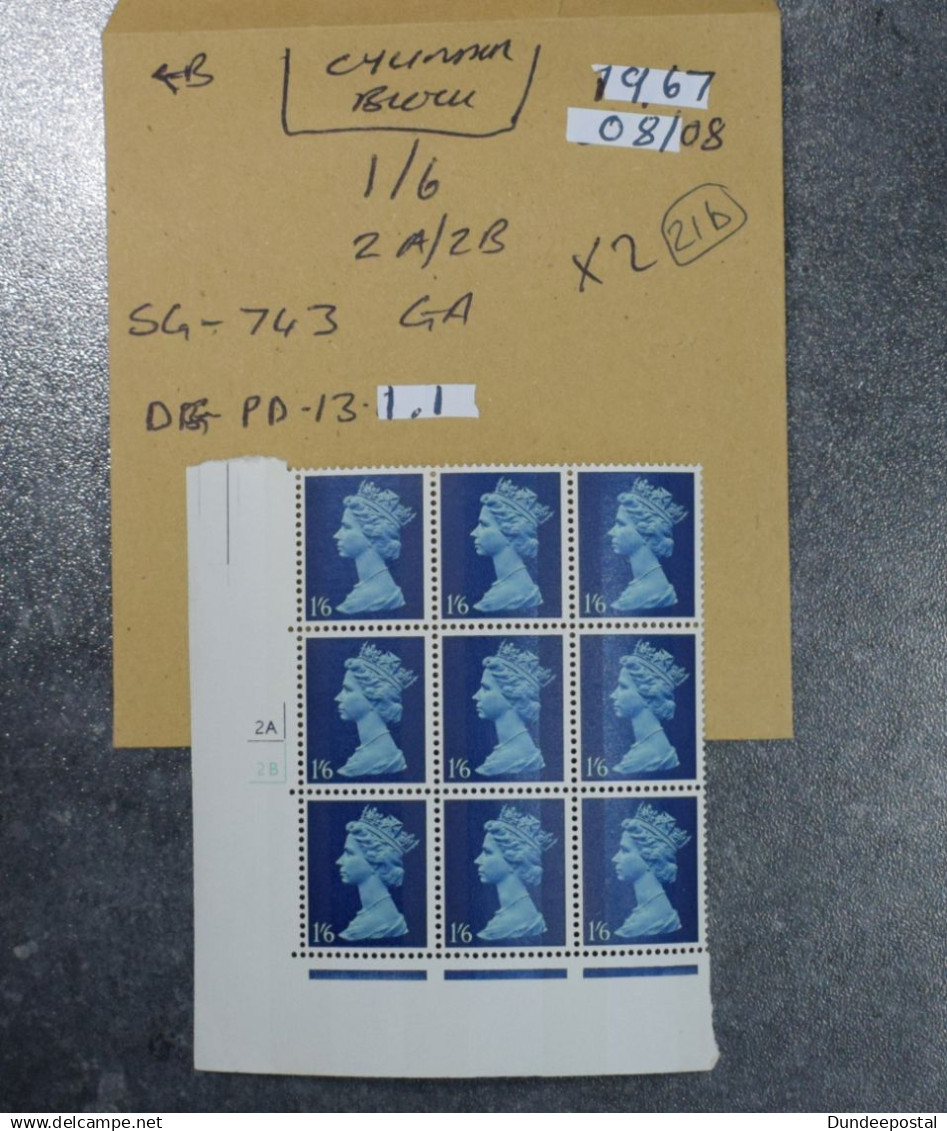 ←B CYLINDER 1967
BLOCK 08/08
1/6
2A/2B X2 21b
SG-743 GA
PD-13-1.1
1'6 1'6 1'6
2A
2B
1'6 1'6 1'6
1'6 1'6 1'6
delcampe.net
Dundeepostal